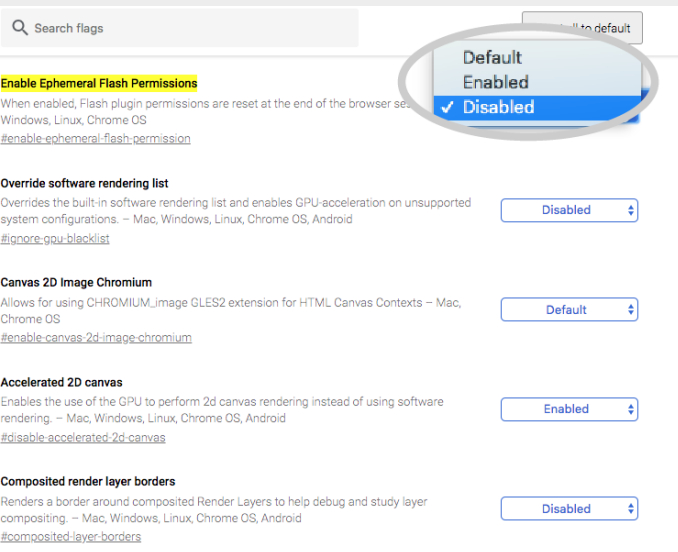 Search flags
to default
Default
Enabled
✓ Disabled
Enable Ephemeral Flash Permissions
When enabled, Flash plugin permissions are reset at the end of the browser
Windows, Linux, Chrome OS
#enable-ephemeral-flash-permission
Override software rendering list
Overrides the built-in software rendering list and enables GPU-acceleration on unsupported
system configurations. – Mac, Windows, Linux, Chrome OS, Android
#ignore-gpu-blacklist
Disabled
Canvas 2D Image Chromium
Allows for using CHROMIUM_image GLES2 extension for HTML Canvas Contexts – Mac,
Chrome OS
#enable-canvas-2d-image-chromium
Default
Accelerated 2D canvas
Enables the use of the GPU to perform 2d canvas rendering instead of using software
rendering. – Mac, Windows, Linux, Chrome OS, Android
#disable-accelerated-2d-canvas
Enabled
Composited render layer borders
Renders a border around composited Render Layers to help debug and study layer
compositing. – Mac, Windows, Linux, Chrome OS, Android
#composited-layer-borders
Disabled